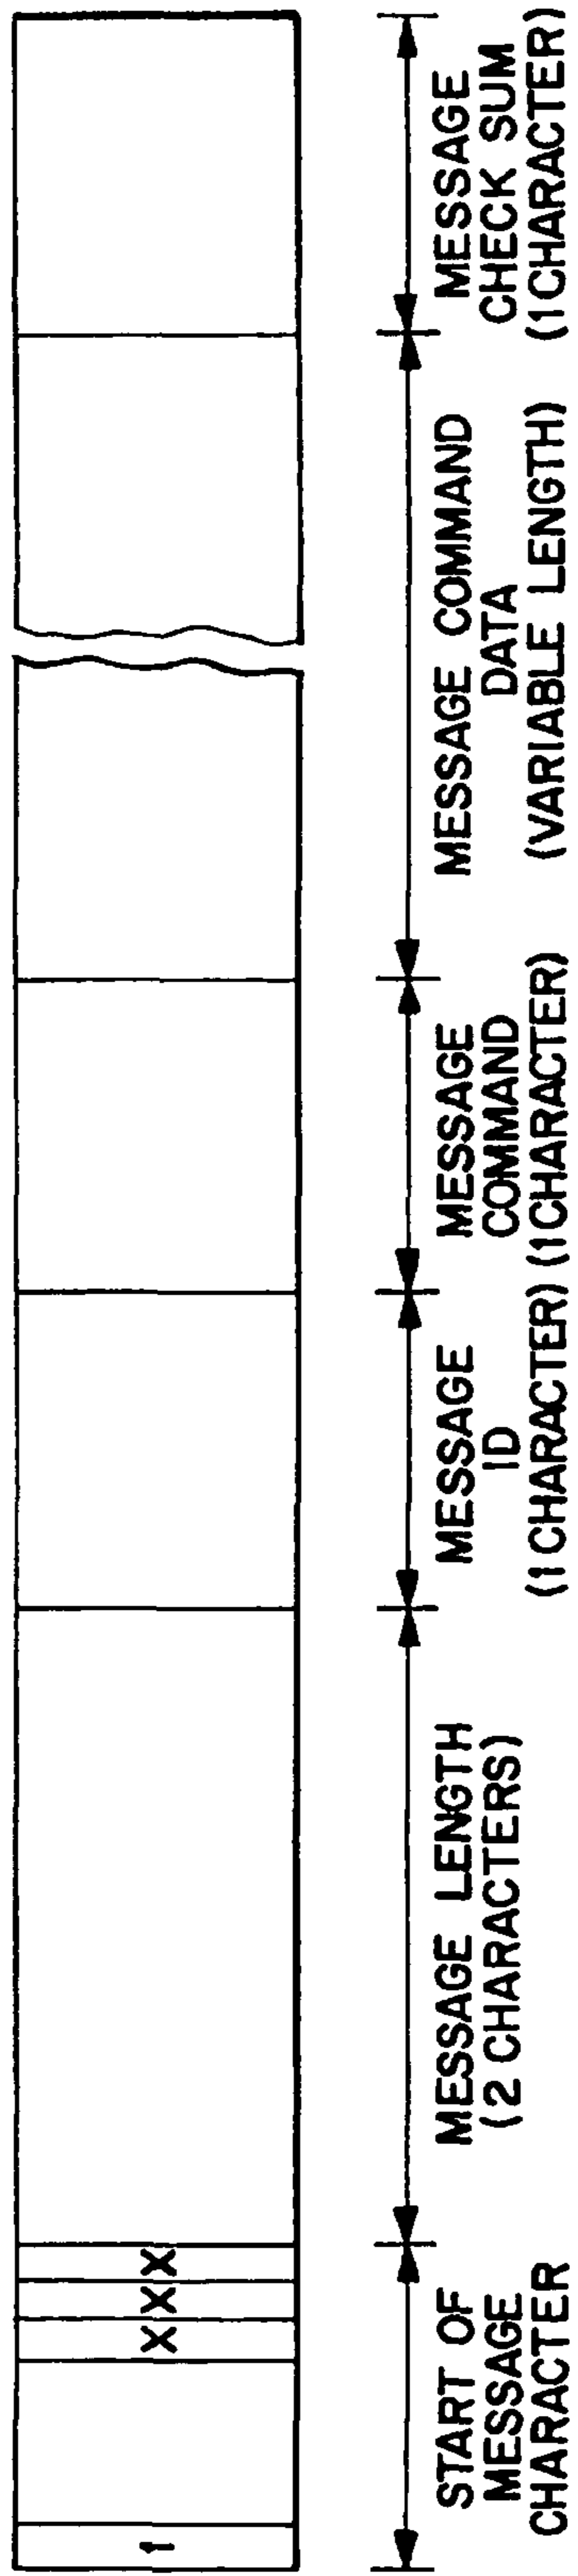 1
X X X
START OF
MESSAGE
CHARACTER
MESSAGE LENGTH
(2 CHARACTERS)
MESSAGE
ID
(1 CHARACTER)
MESSAGE
COMMAND
(1 CHARACTER)
MESSAGE COMMAND
DATA
(VARIABLE LENGTH)
MESSAGE
CHECK SUM
(1 CHARACTER)